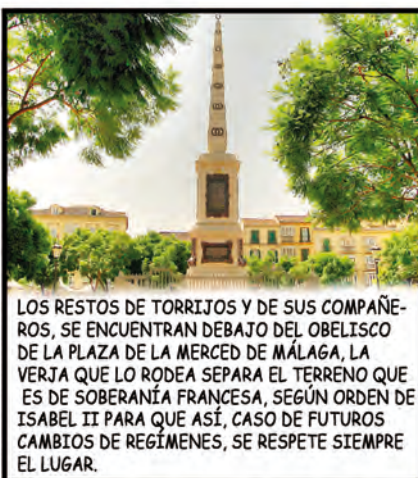 LOS RESTOS DE TORRIJOS Y DE SUS COMPAÑE-
ROS, SE ENCUENTRAN DEBAJO DEL OBELISCO
DE LA PLAZA DE LA MERCED DE MÁLAGA, LA
VERJA QUE LO RODEA SEPARA EL TERRENO QUE
ES DE SOBERANÍA FRANCESA, SEGÚN ORDEN DE
ISABEL II PARA QUE ASÍ, CASO DE FUTUROS
CAMBIOS DE REGÍMENES, SE RESPETE SIEMPRE
EL LUGAR.